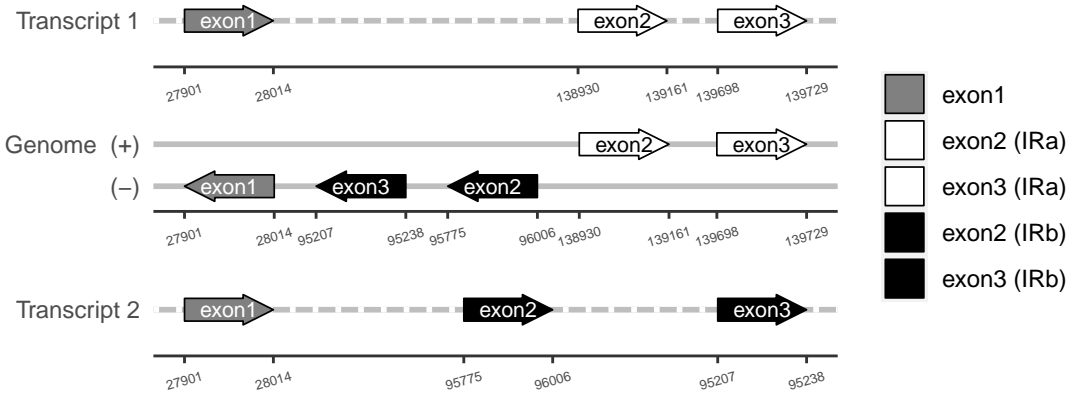 Transcript 1 exon1 exon2 exon3
27901 28014 138930 139161 139698 139729
Genome (+) exon2 exon3
(−) exon1 exon3 exon2
27901 28014 95207 95238 95775 96006 138930 139161 139698 139729
Transcript 2 exon1 exon2 exon3
27901 28014 95775 96006 95207 95238
exon1
exon2 (IRa)
exon3 (IRa)
exon2 (IRb)
exon3 (IRb)